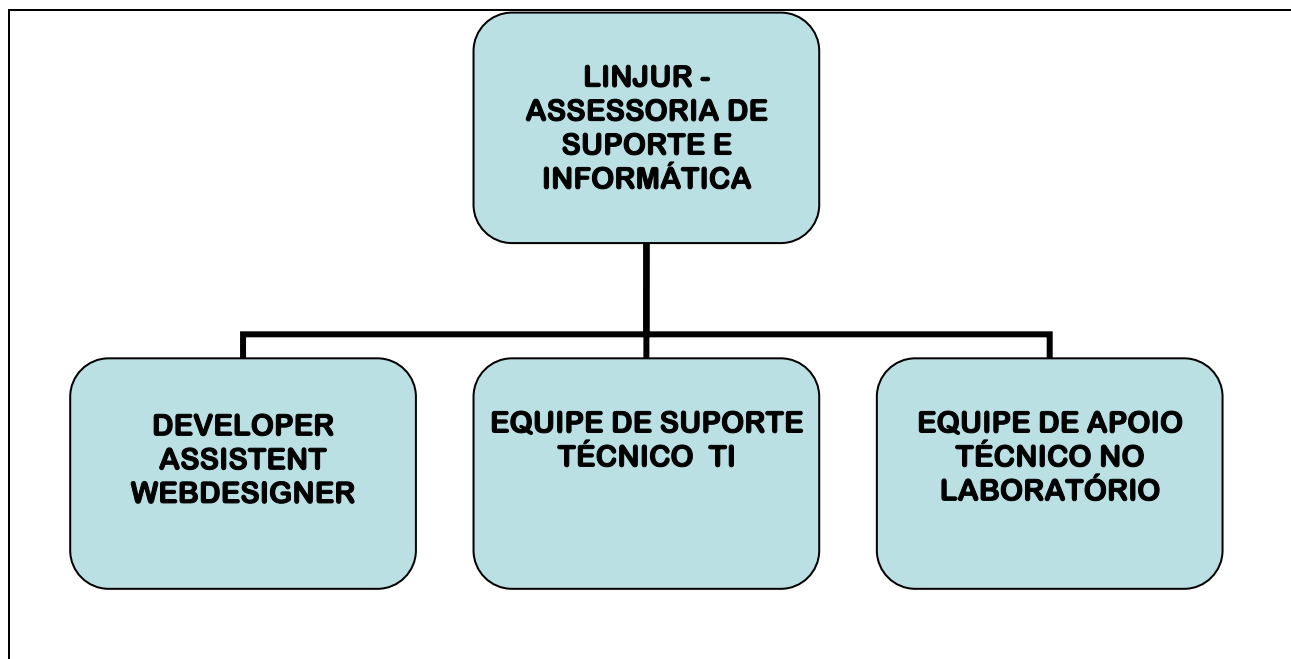 LINJUR -
ASSESSORIA DE
SUPORTE E
INFORMÁTICA
DEVELOPER
ASSISTENT
WEBDESIGNER
EQUIPE DE SUPORTE
TÉCNICO TI
EQUIPE DE APOIO
TÉCNICO NO
LABORATÓRIO